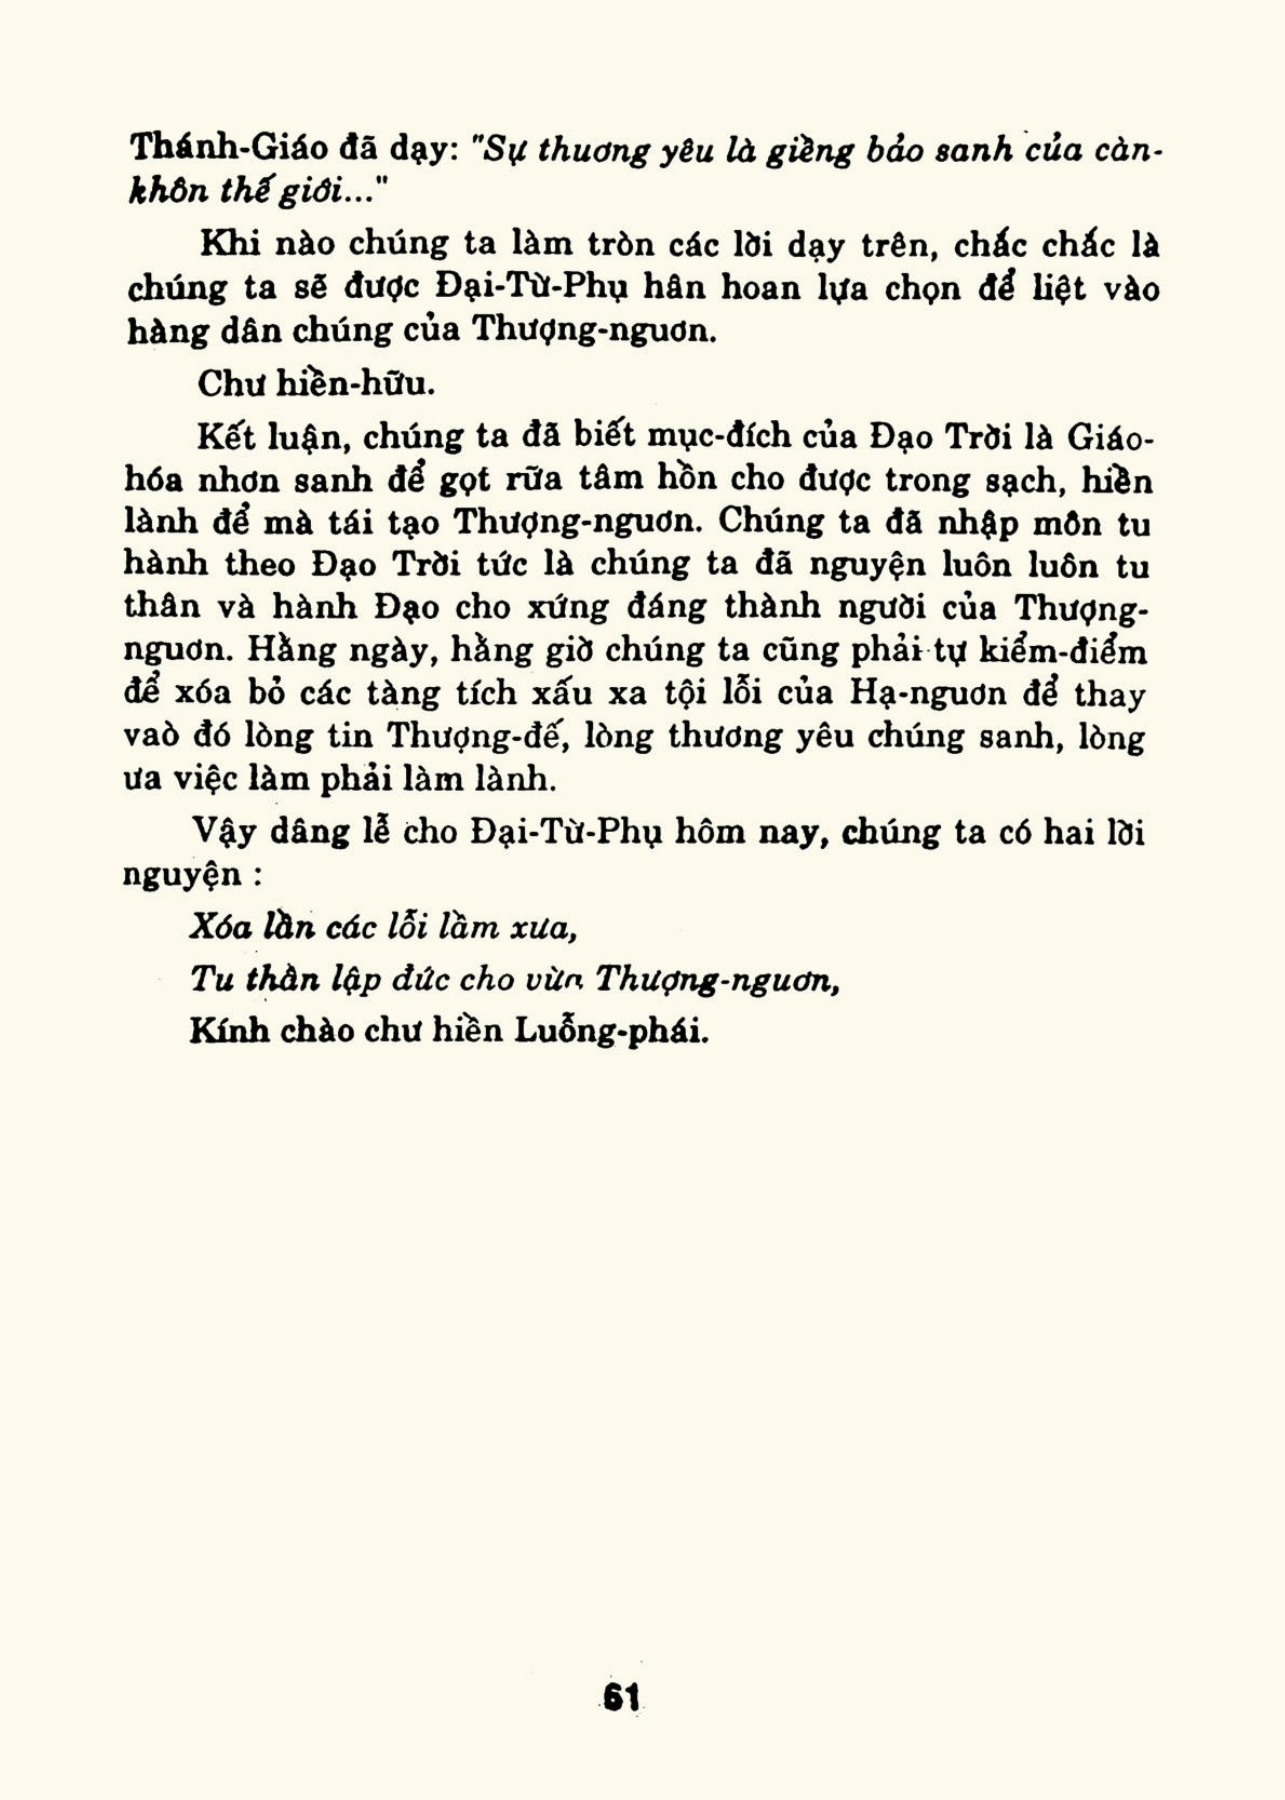 Thánh-Giáo đã dạy: "Sự thuơng yêu là giềng bảo sanh của càn-
khôn thế giới..."
Khi nào chúng ta làm tròn các lời dạy trên, chắc chắc là
chúng ta sẽ được Đại-Từ-Phụ hân hoan lựa chọn để liệt vào
hàng dân chúng của Thượng-nguơn.
Chư hiền-hữu.
Kết luận, chúng ta đã biết mục-đích của Đạo Trời là Giáo-
hóa nhơn sanh để gọt rữa tâm hồn cho được trong sạch, hiền
lành để mà tái tạo Thượng-nguơn. Chúng ta đã nhập môn tu
hành theo Đạo Trời tức là chúng ta đã nguyện luôn luôn tu
thân và hành Đạo cho xứng đáng thành người của Thượng-
nguơn. Hằng ngày, hằng giờ chúng ta cũng phải tự kiểm-điểm
để xóa bỏ các tàng tích xấu xa tội lỗi của Hạ-nguơn để thay
vaò đó lòng tin Thượng-đế, lòng thương yêu chúng sanh, lòng
ưa việc làm phải làm lành.
Vậy dâng lễ cho Đại-Từ-Phụ hôm nay, chúng ta có hai lời
nguyện :
Xóa lần các lỗi lầm xưa,
Tu thân lập đức cho vừa Thượng-nguơn,
Kính chào chư hiền Luỗng-phái.
61